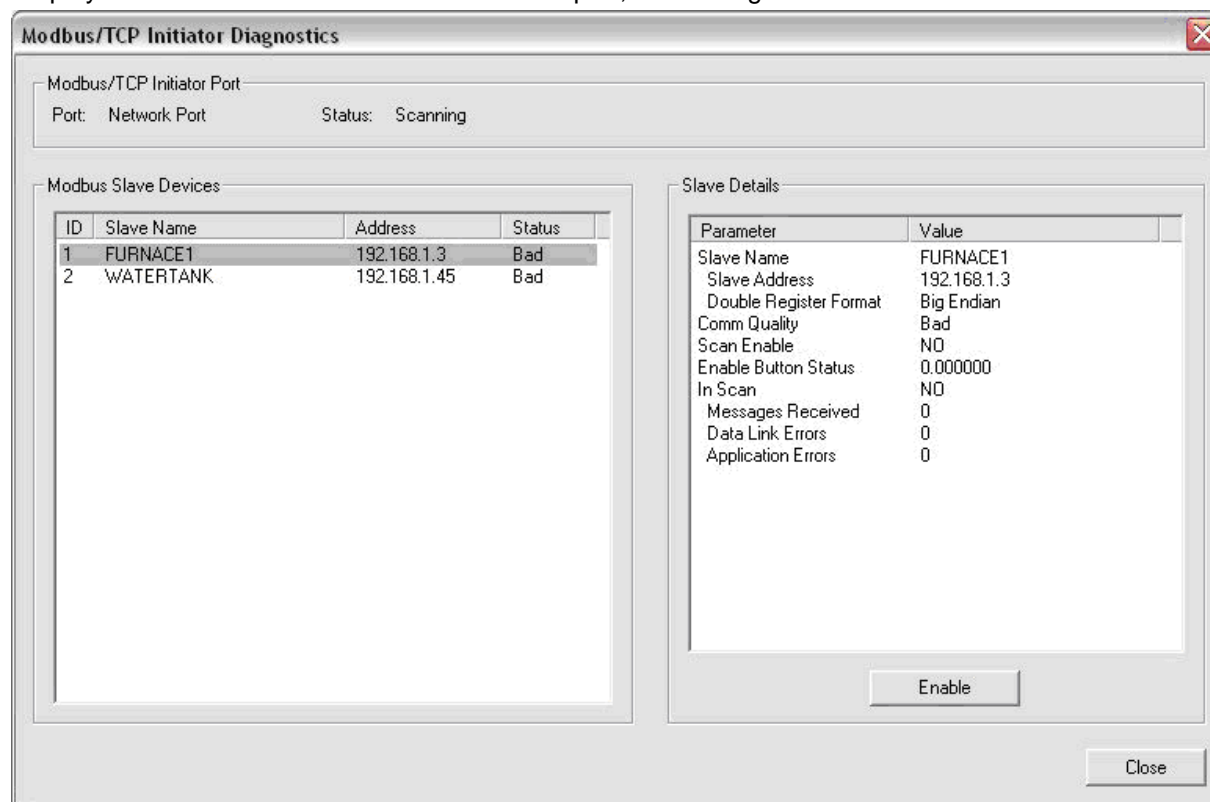 Modbus/TCP Initiator Diagnostics
Modbus/TCP Initiator Port
Port: Network Port Status: Scanning
Modbus Slave Devices
ID Slave Name Address Status
1 FURNACE1 192.168.1.3 Bad
2 WATERTANK 192.168.1.45 Bad
Slave Details
Parameter Value
Slave Name FURNACE1
Slave Address 192.168.1.3
Double Register Format Big Endian
Comm Quality Bad
Scan Enable NO
Enable Button Status 0.000000
In Scan NO
Messages Received 0
Data Link Errors 0
Application Errors 0
Enable
Close